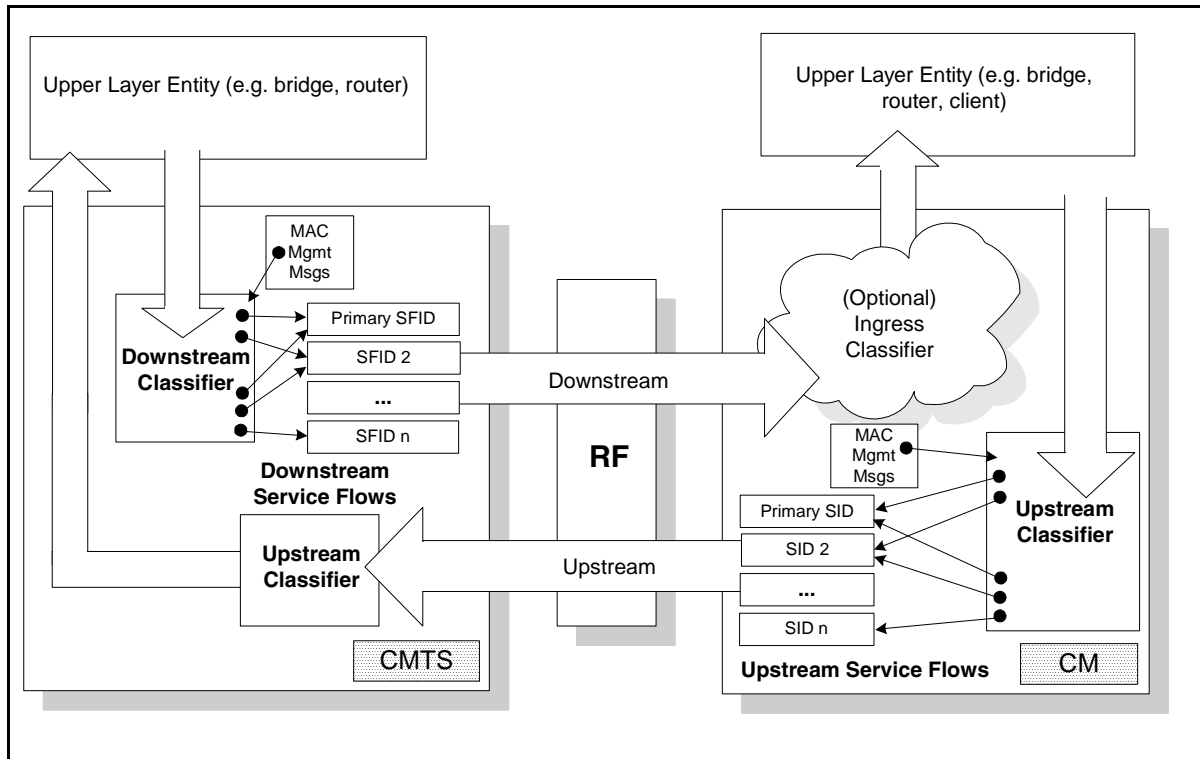 Upper Layer Entity (e.g. bridge, router)
Upper Layer Entity (e.g. bridge,
router, client)
MAC
Mgmt
Msgs
Downstream
Classifier
Primary SFID
SFID 2
...
SFID n
Downstream
Service Flows
Downstream
RF
(Optional)
Ingress
Classifier
MAC
Mgmt
Msgs
Upstream
Classifier
Primary SID
SID 2
...
SID n
Upstream Service Flows
Upstream
Upstream
Classifier
CMTS
CM